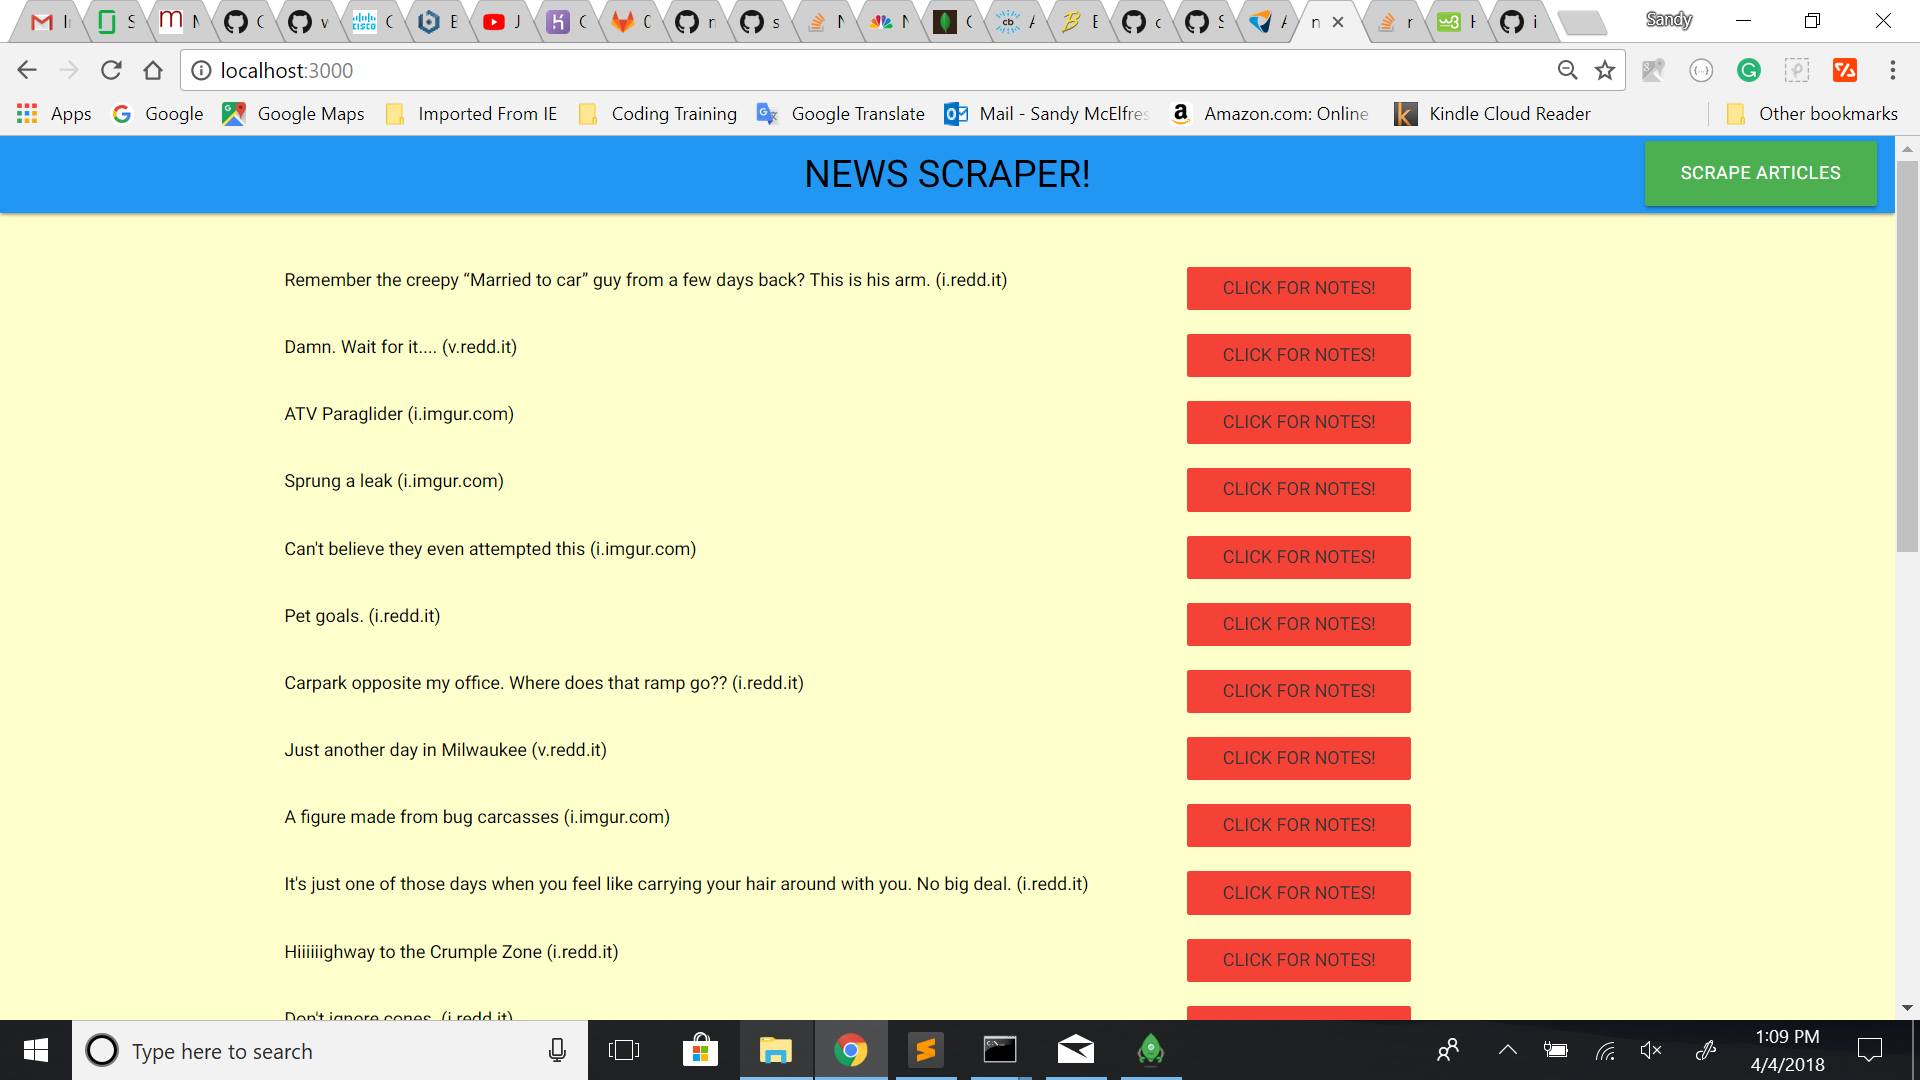 Sandy
localhost:3000
Apps Google Google Maps Imported From IE Coding Training Google Translate Mail - Sandy McElfres Amazon.com: Online Kindle Cloud Reader Other bookmarks
NEWS SCRAPER!
SCRAPE ARTICLES
Remember the creepy “Married to car” guy from a few days back? This is his arm. (i.redd.it)
CLICK FOR NOTES!
Damn. Wait for it.... (v.redd.it)
CLICK FOR NOTES!
ATV Paraglider (i.imgur.com)
CLICK FOR NOTES!
Sprung a leak (i.imgur.com)
CLICK FOR NOTES!
Can't believe they even attempted this (i.imgur.com)
CLICK FOR NOTES!
Pet goals. (i.redd.it)
CLICK FOR NOTES!
Carpark opposite my office. Where does that ramp go?? (i.redd.it)
CLICK FOR NOTES!
Just another day in Milwaukee (v.redd.it)
CLICK FOR NOTES!
A figure made from bug carcasses (i.imgur.com)
CLICK FOR NOTES!
It's just one of those days when you feel like carrying your hair around with you. No big deal. (i.redd.it)
CLICK FOR NOTES!
Hiiiiiighway to the Crumple Zone (i.redd.it)
CLICK FOR NOTES!
Don't ignore cones. (i.redd.it)
Type here to search
1:09 PM
4/4/2018